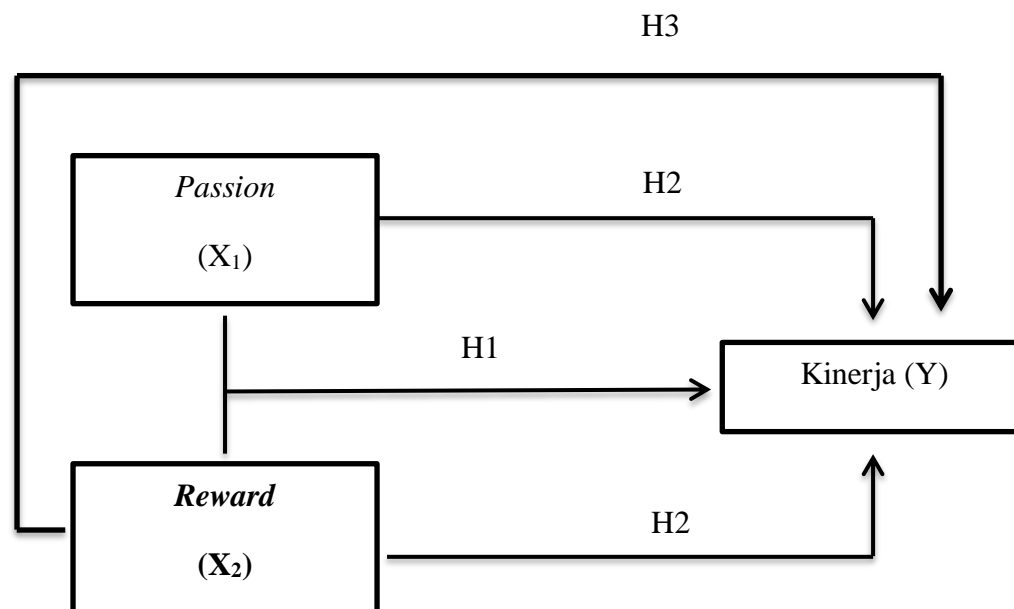 H3
Passion
(X₁)
H2
H1
Kinerja (Y)
Reward
(X₂)
H2